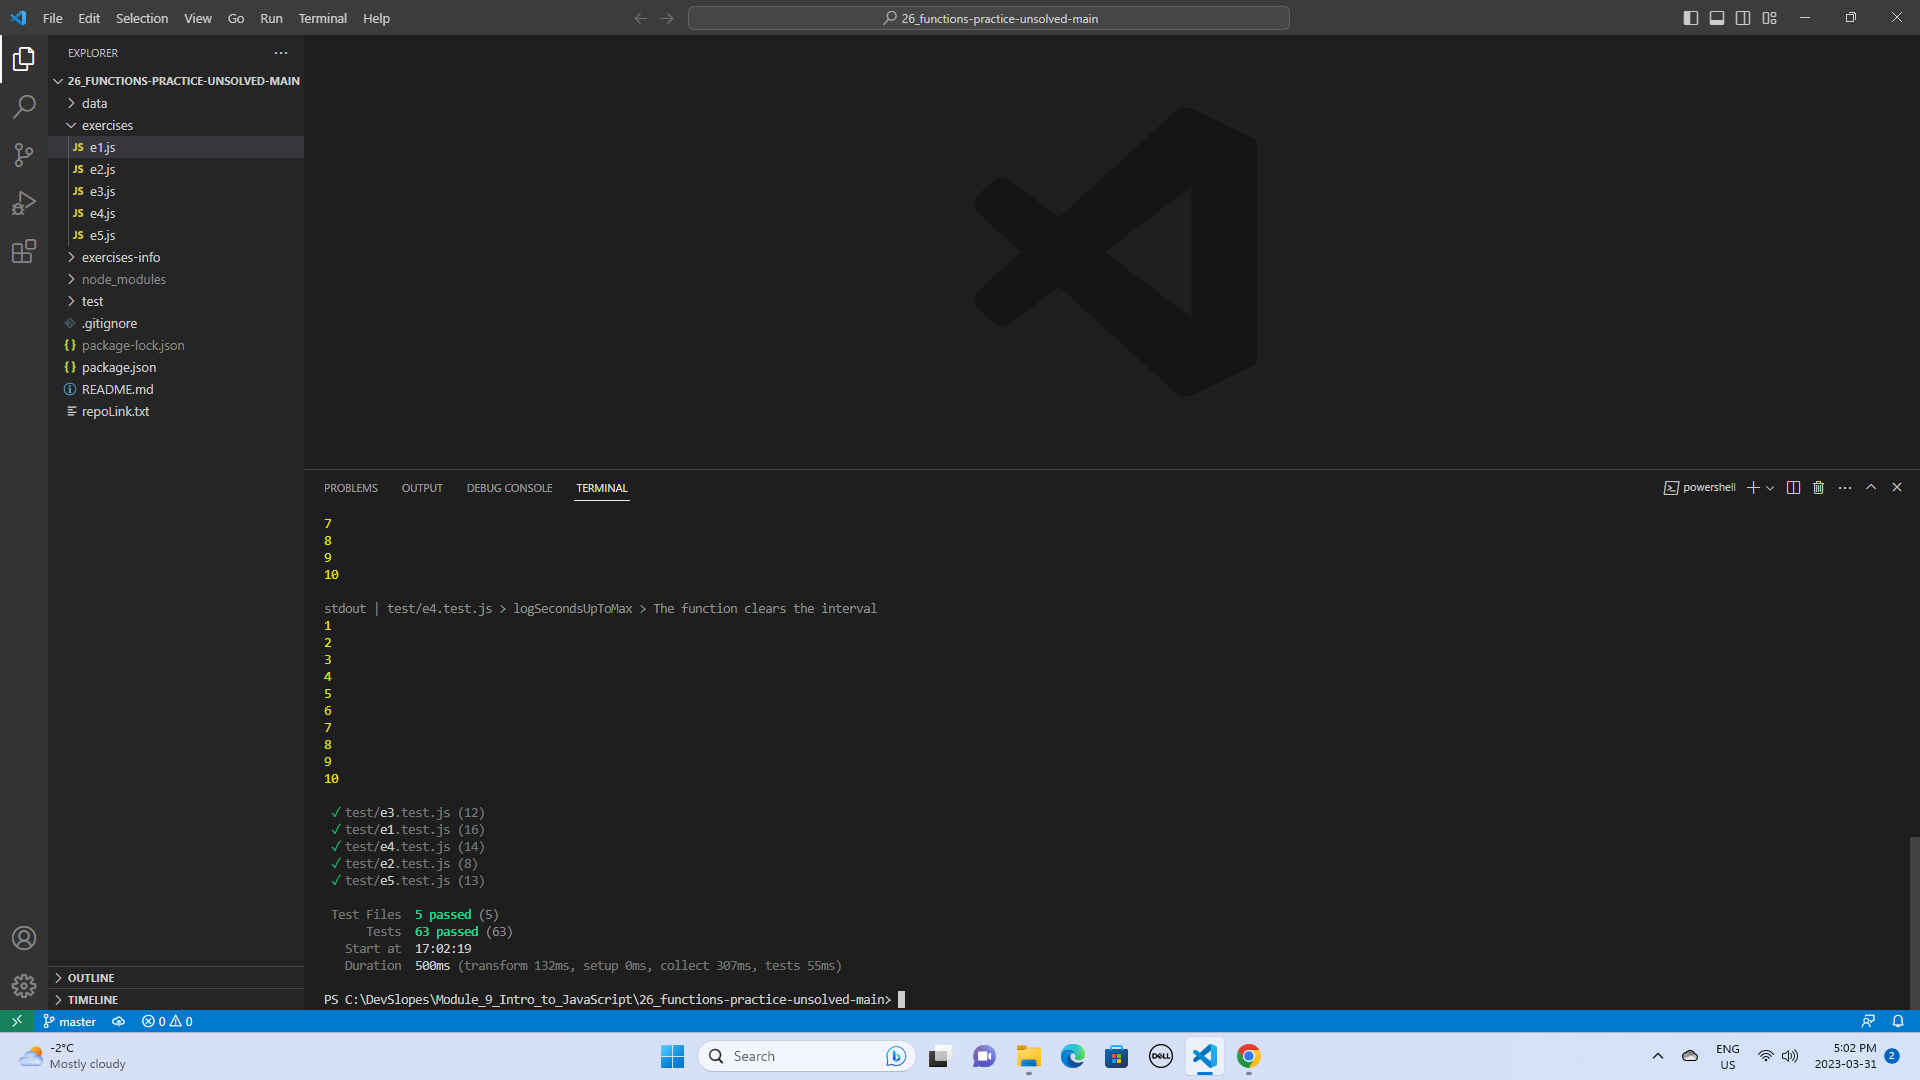 File Edit Selection View Go Run Terminal Help
26_functions-practice-unsolved-main
EXPLORER
26_FUNCTIONS-PRACTICE-UNSOLVED-MAIN
data
exercises
JS e1.js
JS e2.js
JS e3.js
JS e4.js
JS e5.js
exercises-info
node_modules
test
.gitignore
{} package-lock.json
{} package.json
README.md
repoLink.txt
OUTLINE
TIMELINE
PROBLEMS OUTPUT DEBUG CONSOLE TERMINAL
powershell
7
8
9
10
stdout | test/e4.test.js > logSecondsUpToMax > The function clears the interval
1
2
3
4
5
6
7
8
9
10
✓ test/e3.test.js (12)
✓ test/e1.test.js (16)
✓ test/e4.test.js (14)
✓ test/e2.test.js (8)
✓ test/e5.test.js (13)
Test Files 5 passed (5)
Tests 63 passed (63)
Start at 17:02:19
Duration 500ms (transform 132ms, setup 0ms, collect 307ms, tests 55ms)
PS C:\DevSlopes\Module_9_Intro_to_JavaScript\26_functions-practice-unsolved-main>
master 0 0
-2°C
Mostly cloudy
Search
DELL
ENG
US
5:02 PM
2023-03-31
2